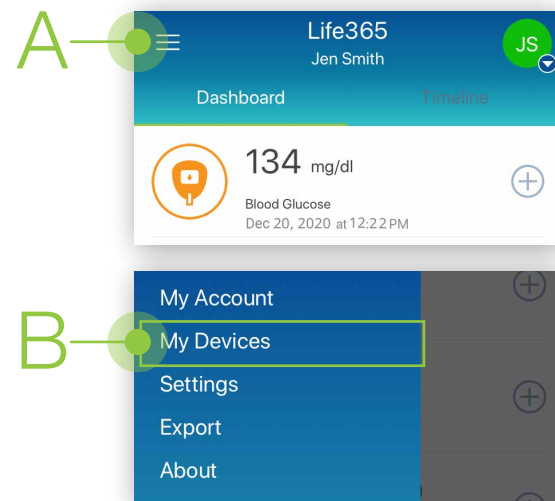 A
Life365
Jen Smith
JS
Dashboard
Timeline
134 mg/dl
Blood Glucose
Dec 20, 2020 at 12:22 PM
B
My Account
My Devices
Settings
Export
About